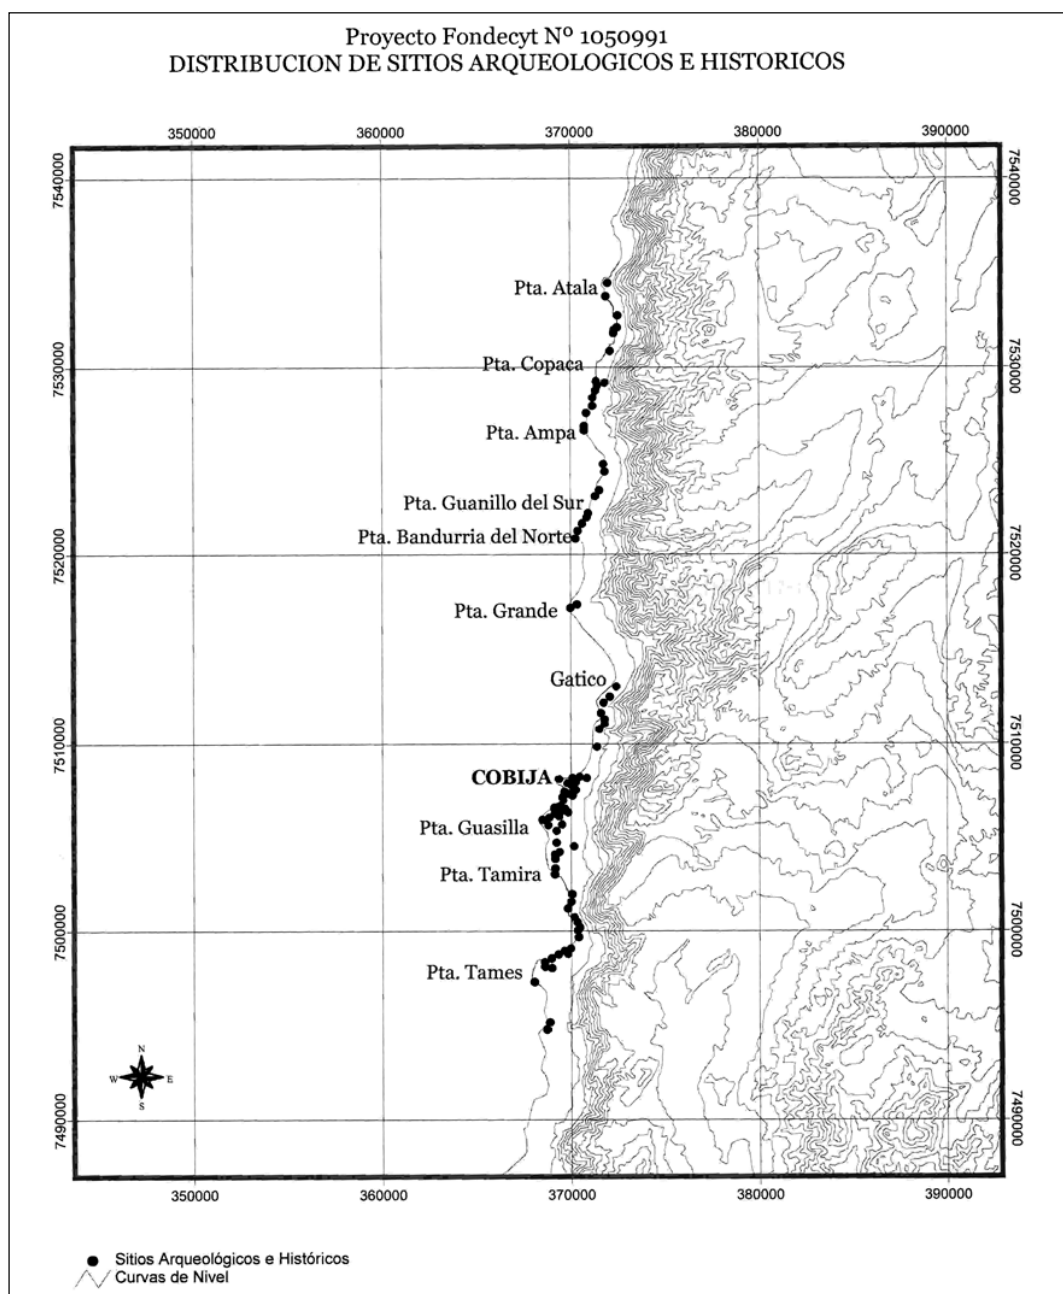 Proyecto Fondecyt Nº 1050991
DISTRIBUCION DE SITIOS ARQUEOLOGICOS E HISTORICOS
350000 360000 370000 380000 390000
7540000 7540000
Pta. Atala
Pta. Copaca
7530000 7530000
Pta. Ampa
Pta. Guanillo del Sur
Pta. Bandurria del Norte
7520000 7520000
Pta. Grande
Gatico
7510000 7510000
COBIJA
Pta. Guasilla
Pta. Tamira
7500000 7500000
Pta. Tames
N
W E
S
7490000 7490000
350000 360000 370000 380000 390000
Sitios Arqueológicos e Históricos
Curvas de Nivel